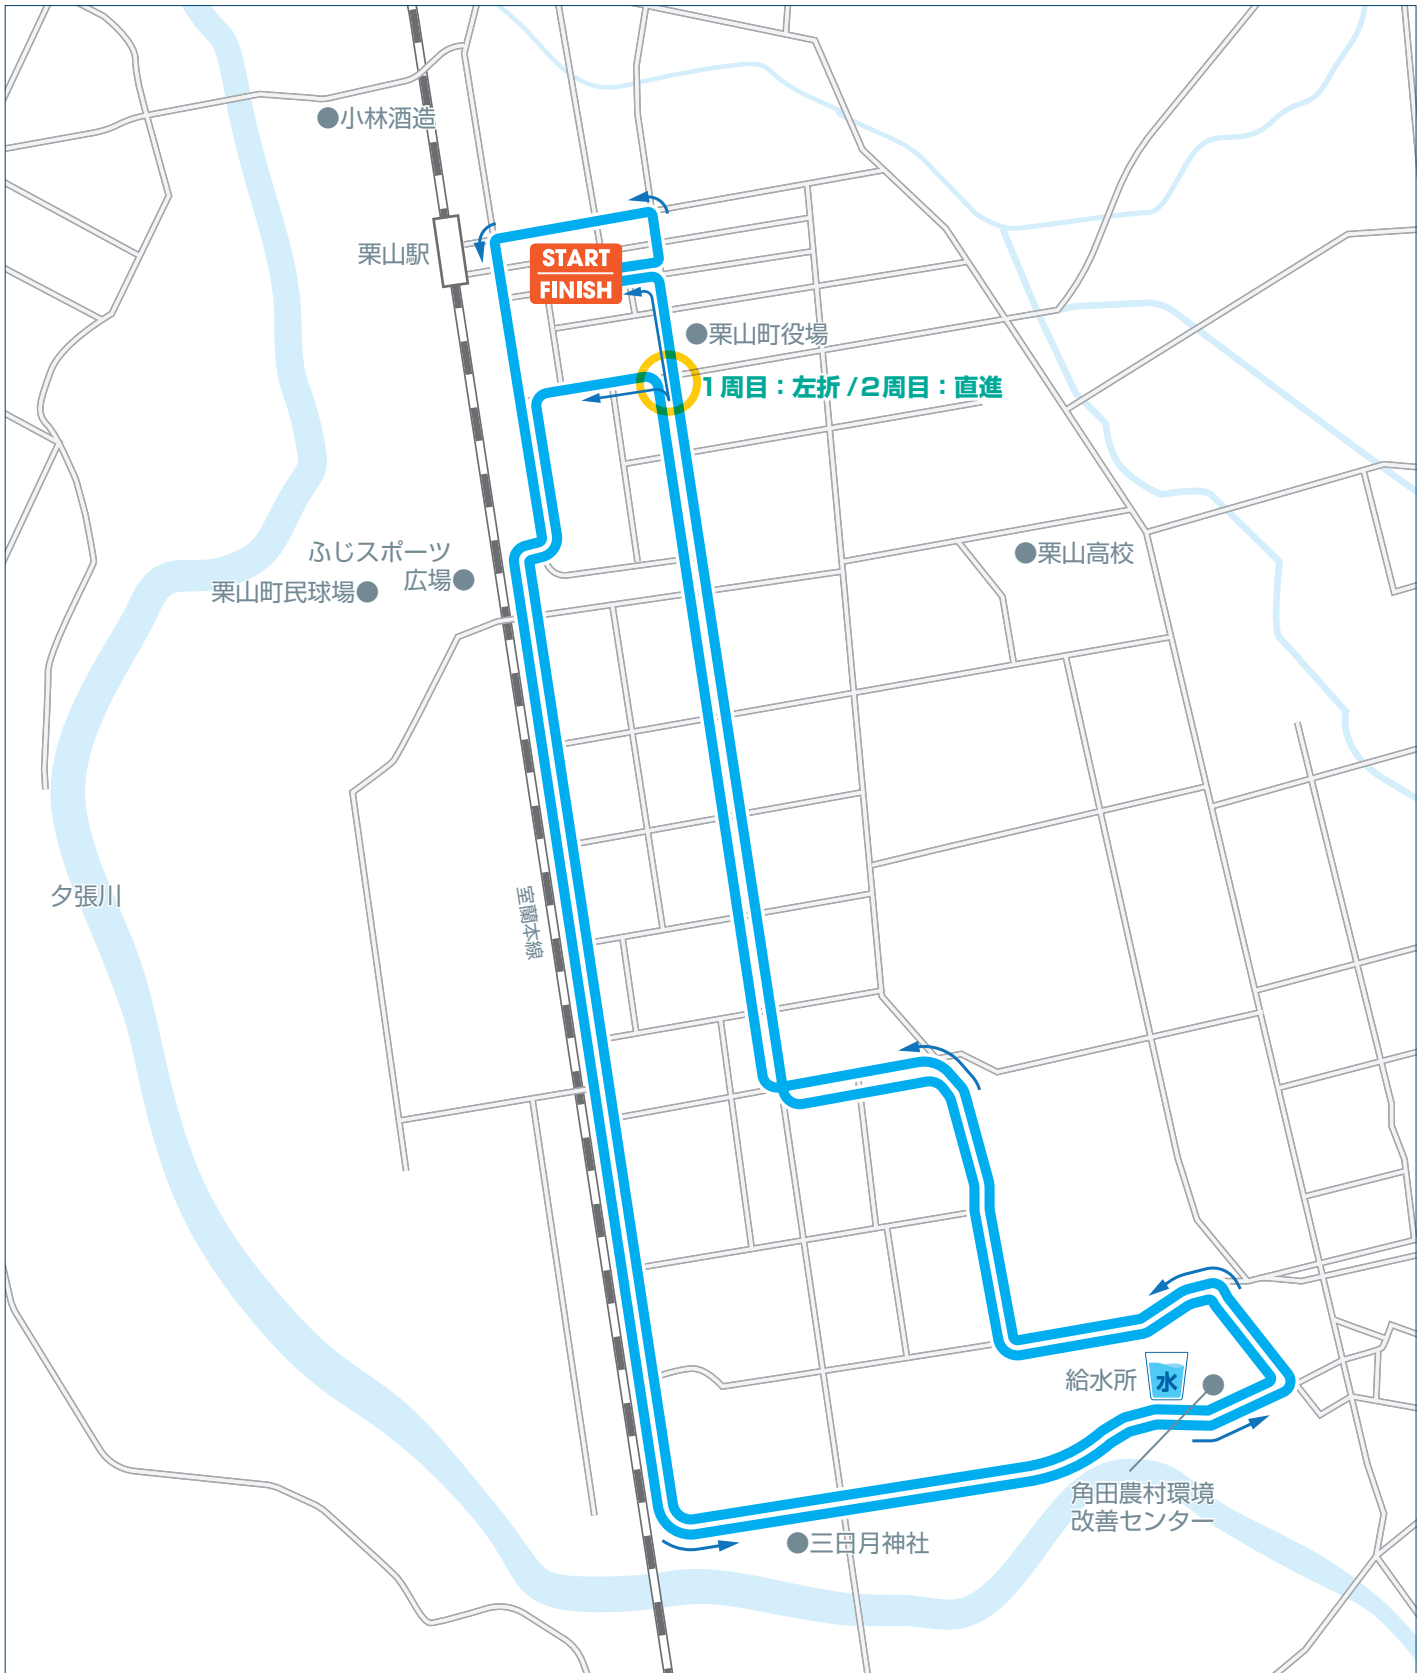 小林酒造
栗山駅
START
FINISH
栗山町役場
1周目：左折/2周目：直進
ふじスポーツ
広場
栗山町民球場
栗山高校
夕張川
室蘭本線
給水所
水
角田農村環境
改善センター
三日月神社